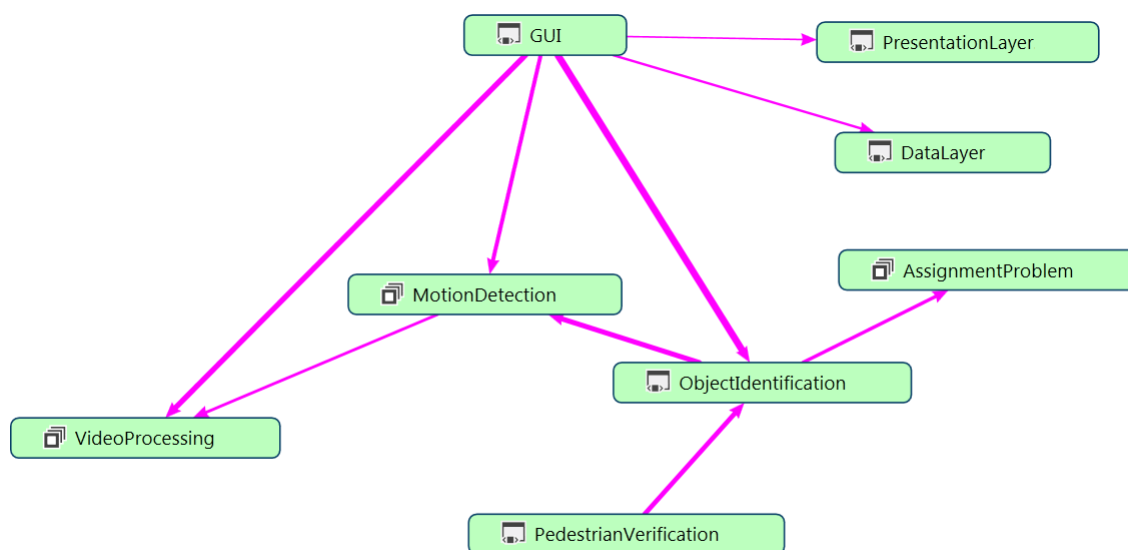 GUI
PresentationLayer
DataLayer
AssignmentProblem
MotionDetection
ObjectIdentification
VideoProcessing
PedestrianVerification